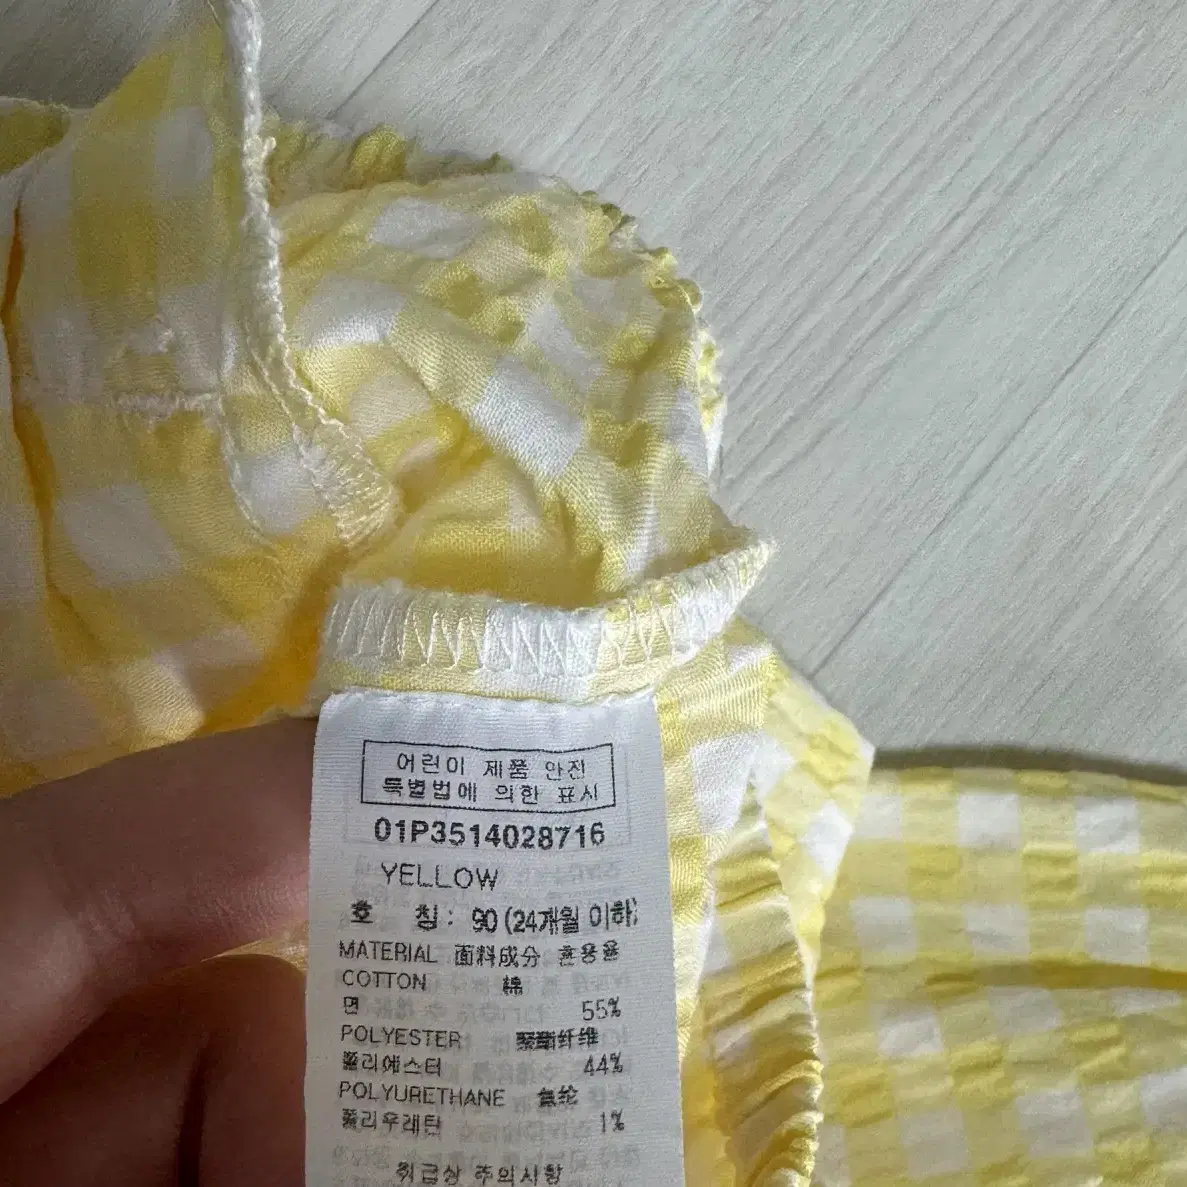 어린이 제품 안전
특별법에 의한 표시
01P3514028716
YELLOW
호 칭 : 90 (24개월 이하)
MATERIAL 面料成分 혼용율
COTTON 棉
면 55%
POLYESTER 聚酯纤维
폴리에스터 44%
POLYURETHANE 氨纶
폴리우레탄 1%
취급상 주의사항